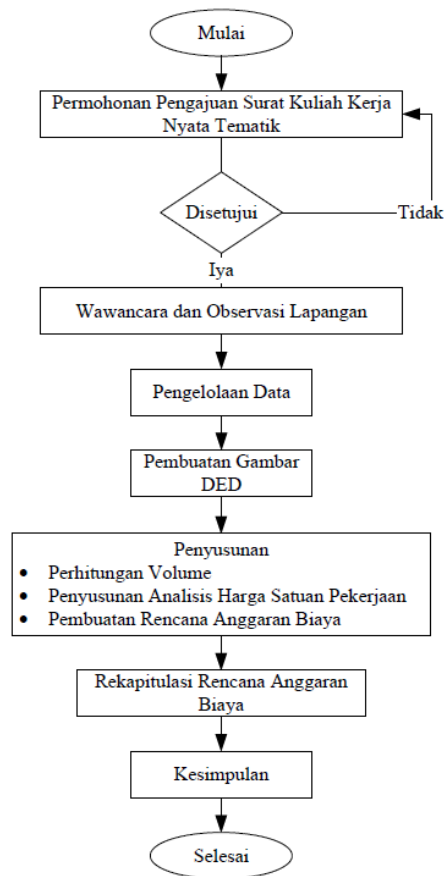 Mulai
Permohonan Pengajuan Surat Kuliah Kerja
Nyata Tematik
Disetujui
Tidak
Iya
Wawancara dan Observasi Lapangan
Pengelolaan Data
Pembuatan Gambar
DED
Penyusunan
• Perhitungan Volume
• Penyusunan Analisis Harga Satuan Pekerjaan
• Pembuatan Rencana Anggaran Biaya
Rekapitulasi Rencana Anggaran
Biaya
Kesimpulan
Selesai